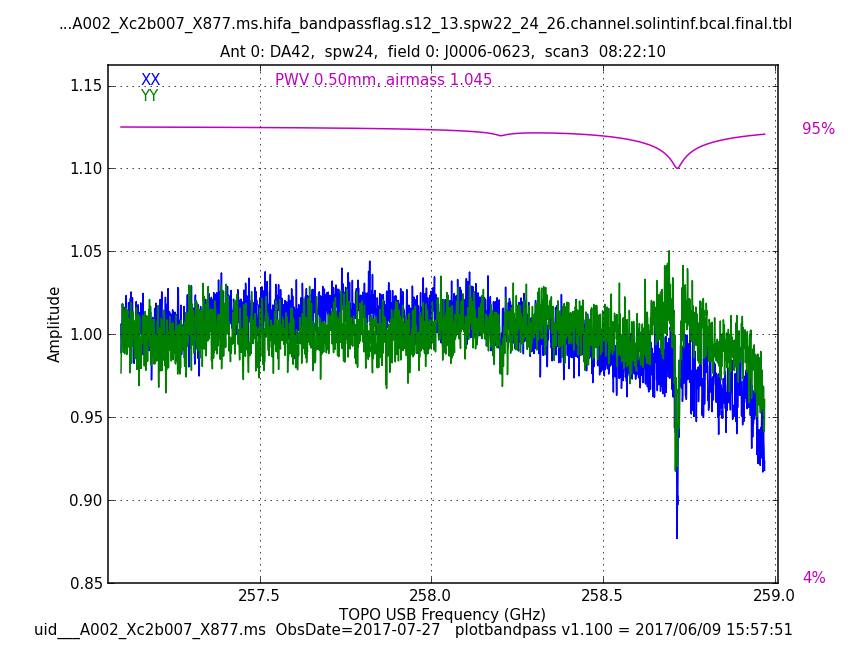 ...A002_Xc2b007_X877.ms.hifa_bandpassflag.s12_13.spw22_24_26.channel.solintinf.bcal.final.tbl
Ant 0: DA42,  spw24,  field 0: J0006-0623,  scan3  08:22:10
XX
YY
PWV 0.50mm, airmass 1.045
95%
4%
1.15
1.10
1.05
1.00
0.95
0.90
0.85
Amplitude
257.5
258.0
258.5
259.0
TOPO USB Frequency (GHz)
uid___A002_Xc2b007_X877.ms  ObsDate=2017-07-27   plotbandpass v1.100 = 2017/06/09 15:57:51